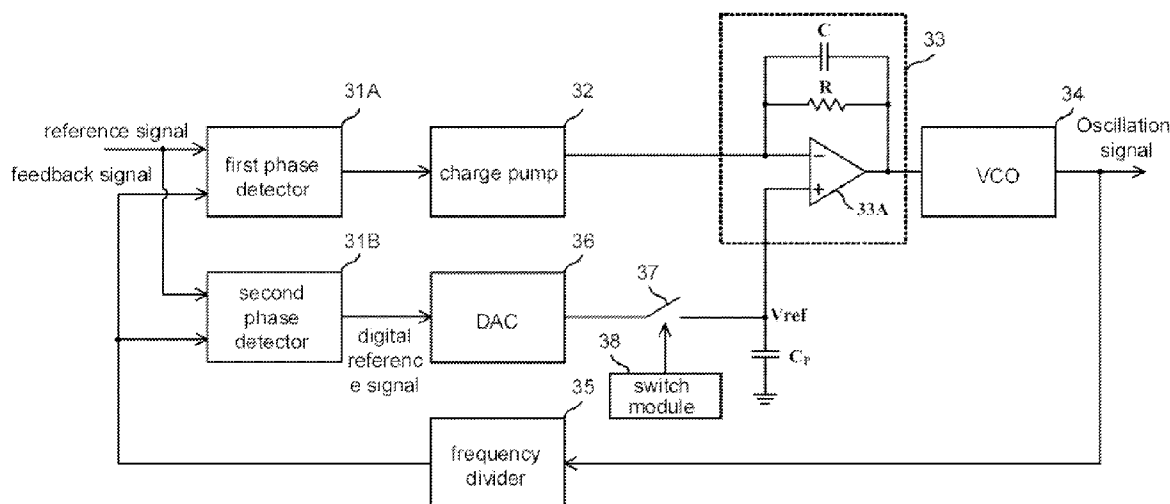 C
33
R
31A
32
34
Oscillation
signal
reference signal
feedback signal
first phase
detector
charge pump
−
+
33A
VCO
31B
36
37
second
phase
detector
digital
referenc
e signal
DAC
Vref
CP
38
switch
module
35
frequency
divider